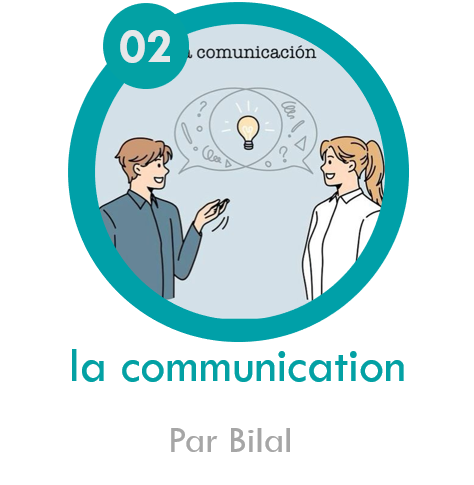 02
comunicación
la communication
Par Bilal